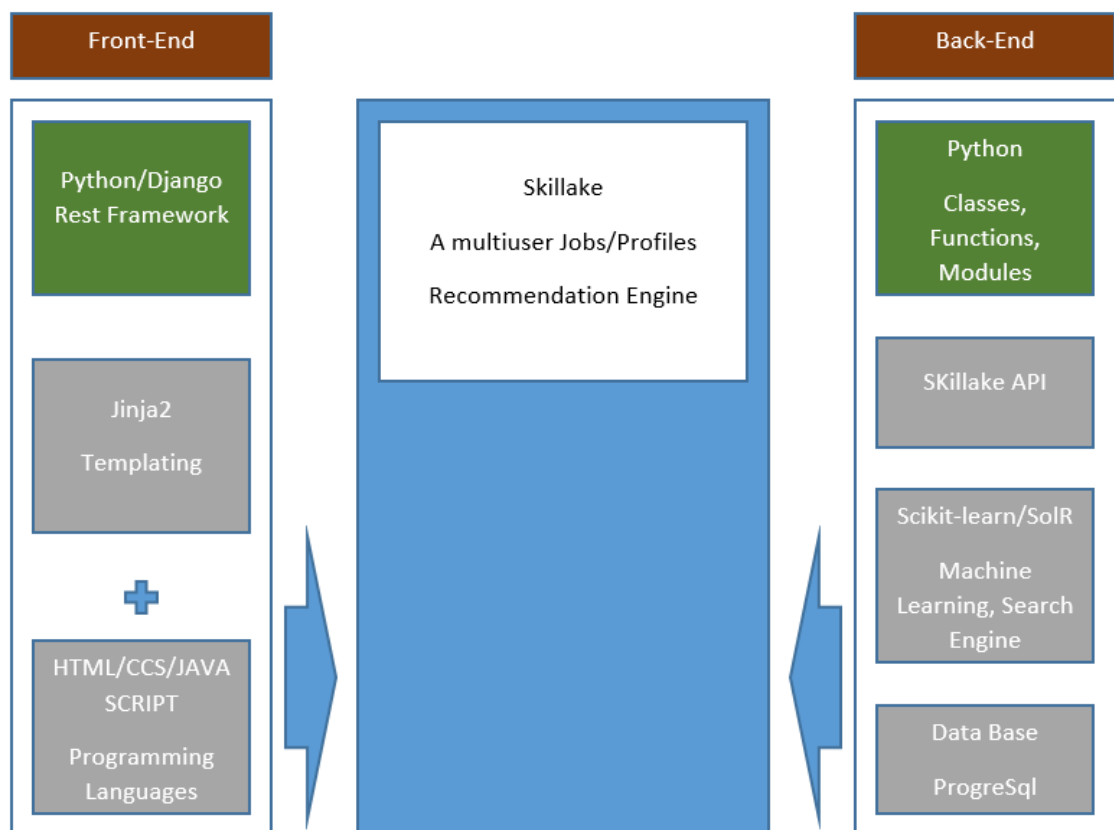 Front-End
Python/Django
Rest Framework
Jinja2
Templating
HTML/CCS/JAVA
SCRIPT
Programming
Languages
Skillake
A multiuser Jobs/Profiles
Recommendation Engine
Back-End
Python
Classes,
Functions,
Modules
SKillake API
Scikit-learn/SolR
Machine
Learning, Search
Engine
Data Base
ProgreSql